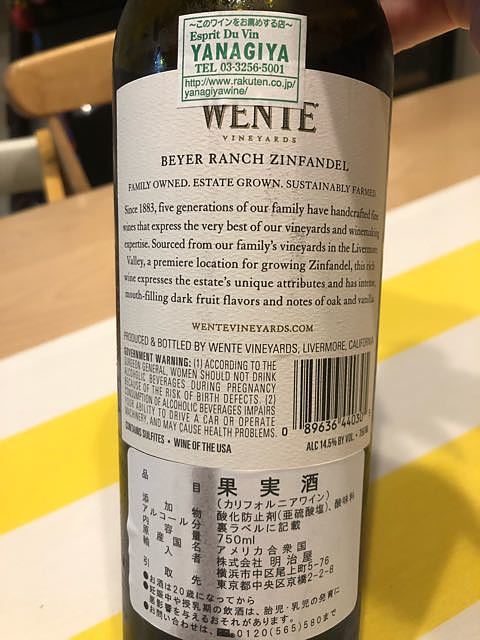 ～このワインをお薦めする店～
Esprit Du Vin
YANAGIYA
TEL 03-3256-5001
http://www.rakuten.co.jp/
yanagiyawine/
WENTE
VINEYARDS
BEYER RANCH ZINFANDEL
FAMILY OWNED. ESTATE GROWN. SUSTAINABLY FARMED.
Since 1883, five generations of our family have handcrafted fine
wines that express the very best of our vineyards and winemaking
expertise. Sourced from our family's vineyards in the Livermore
Valley, a premiere location for growing Zinfandel, this rich
wine expresses the estate's unique attributes and has intense,
mouth-filling dark fruit flavors and notes of oak and vanilla.
WENTEVINEYARDS.COM
PRODUCED & BOTTLED BY WENTE VINEYARDS, LIVERMORE, CALIFORNIA
GOVERNMENT WARNING: (1) ACCORDING TO THE
SURGEON GENERAL, WOMEN SHOULD NOT DRINK
ALCOHOLIC BEVERAGES DURING PREGNANCY
BECAUSE OF THE RISK OF BIRTH DEFECTS. (2)
CONSUMPTION OF ALCOHOLIC BEVERAGES IMPAIRS
YOUR ABILITY TO DRIVE A CAR OR OPERATE
MACHINERY, AND MAY CAUSE HEALTH PROBLEMS.
0 89636 44030
CONTAINS SULFITES • WINE OF THE USA
ALC 14.5% BY VOL • 750ML
品目 果実酒
(カリフォルニアワイン)
添加物 酸化防止剤(亜硫酸塩)、酸味料
アルコール分 裏ラベルに記載
内容量 750ml
原産国名 アメリカ合衆国
輸入者 株式会社 明治屋
横浜市中区尾上町5-76
引取先 東京都中央区京橋2-2-8
●お酒は20歳になってから
●妊娠中や授乳期の飲酒は、胎児・乳児の発育に
悪影響を与えるおそれがあります。
●お問い合わせは、 0120(565)580まで